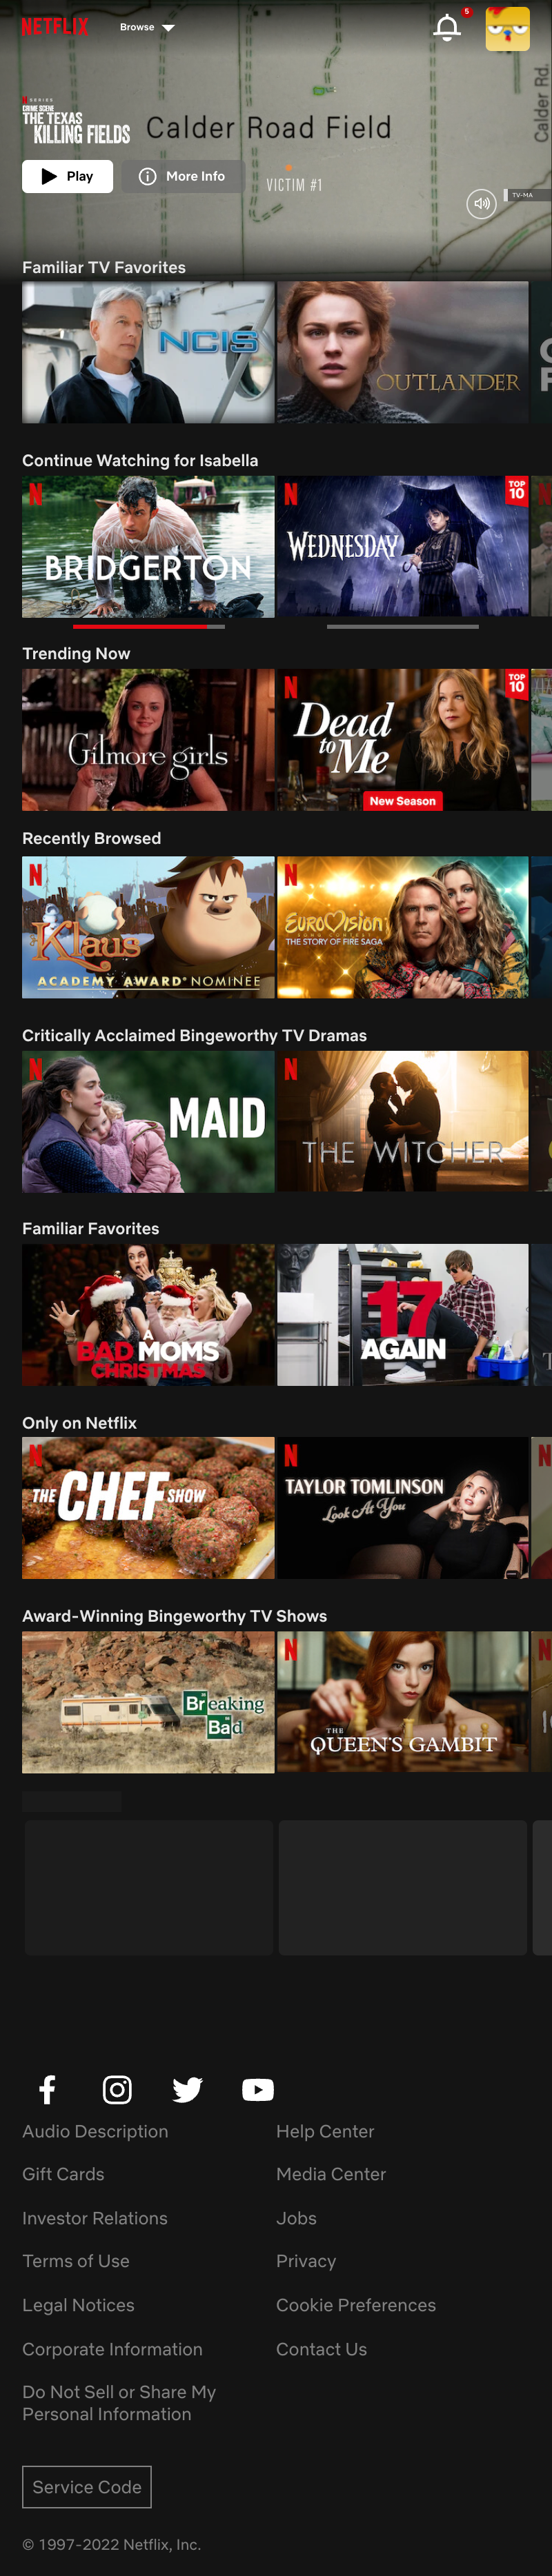 NETFLIX
Browse
5
N SERIES
CRIME SCENE
THE TEXAS
KILLING FIELDS
Calder Road Field
Calder Rd.
Play
More Info
VICTIM #1
TV-MA
Familiar TV Favorites
NCIS
OUTLANDER
Continue Watching for Isabella
N
BRIDGERTON
N
WEDNESDAY
TOP
10
Trending Now
Gilmore girls
N
Dead
to
Me
TOP
10
New Season
Recently Browsed
N
Klaus
ACADEMY AWARD® NOMINEE
N
EUROVISION
SONG CONTEST
THE STORY OF FIRE SAGA
Critically Acclaimed Bingeworthy TV Dramas
N
MAID
N
THE WITCHER
Familiar Favorites
A
BAD MOMS
CHRISTMAS
17
AGAIN
Only on Netflix
N
THE CHEF SHOW
N
TAYLOR TOMLINSON
Look At You
Award-Winning Bingeworthy TV Shows
Breaking
Bad
N
THE
QUEEN'S GAMBIT
Audio Description
Help Center
Gift Cards
Media Center
Investor Relations
Jobs
Terms of Use
Privacy
Legal Notices
Cookie Preferences
Corporate Information
Contact Us
Do Not Sell or Share My
Personal Information
Service Code
© 1997-2022 Netflix, Inc.